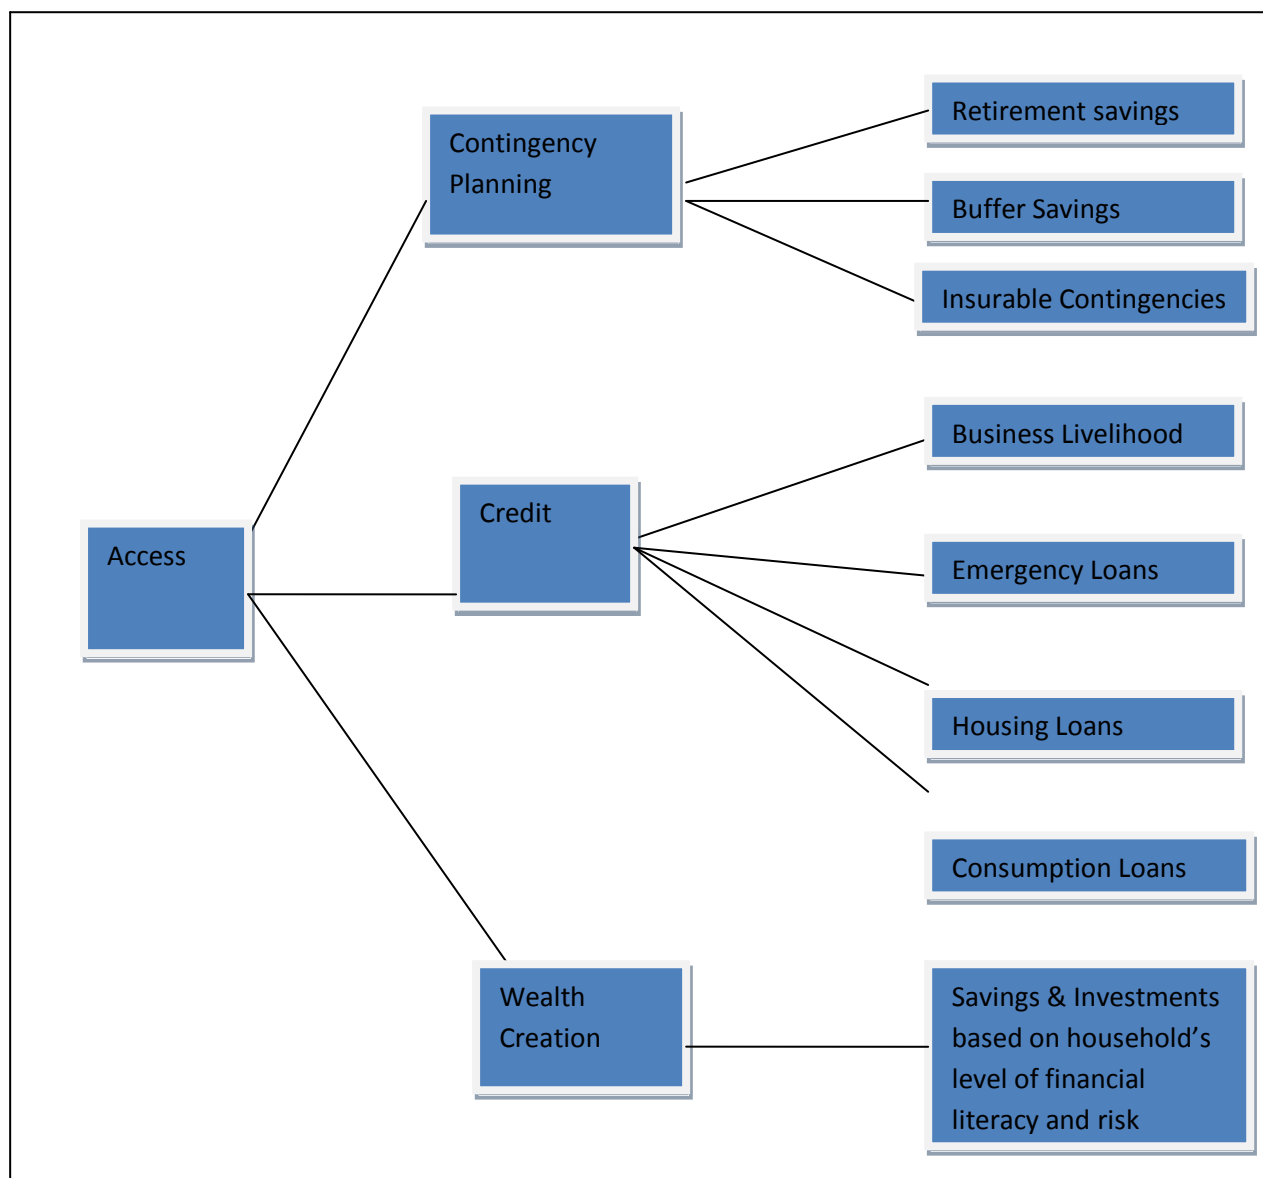 Contingency
Planning
Retirement savings
Buffer Savings
Insurable Contingencies
Access
Credit
Business Livelihood
Emergency Loans
Housing Loans
Consumption Loans
Wealth
Creation
Savings & Investments
based on household’s
level of financial
literacy and risk